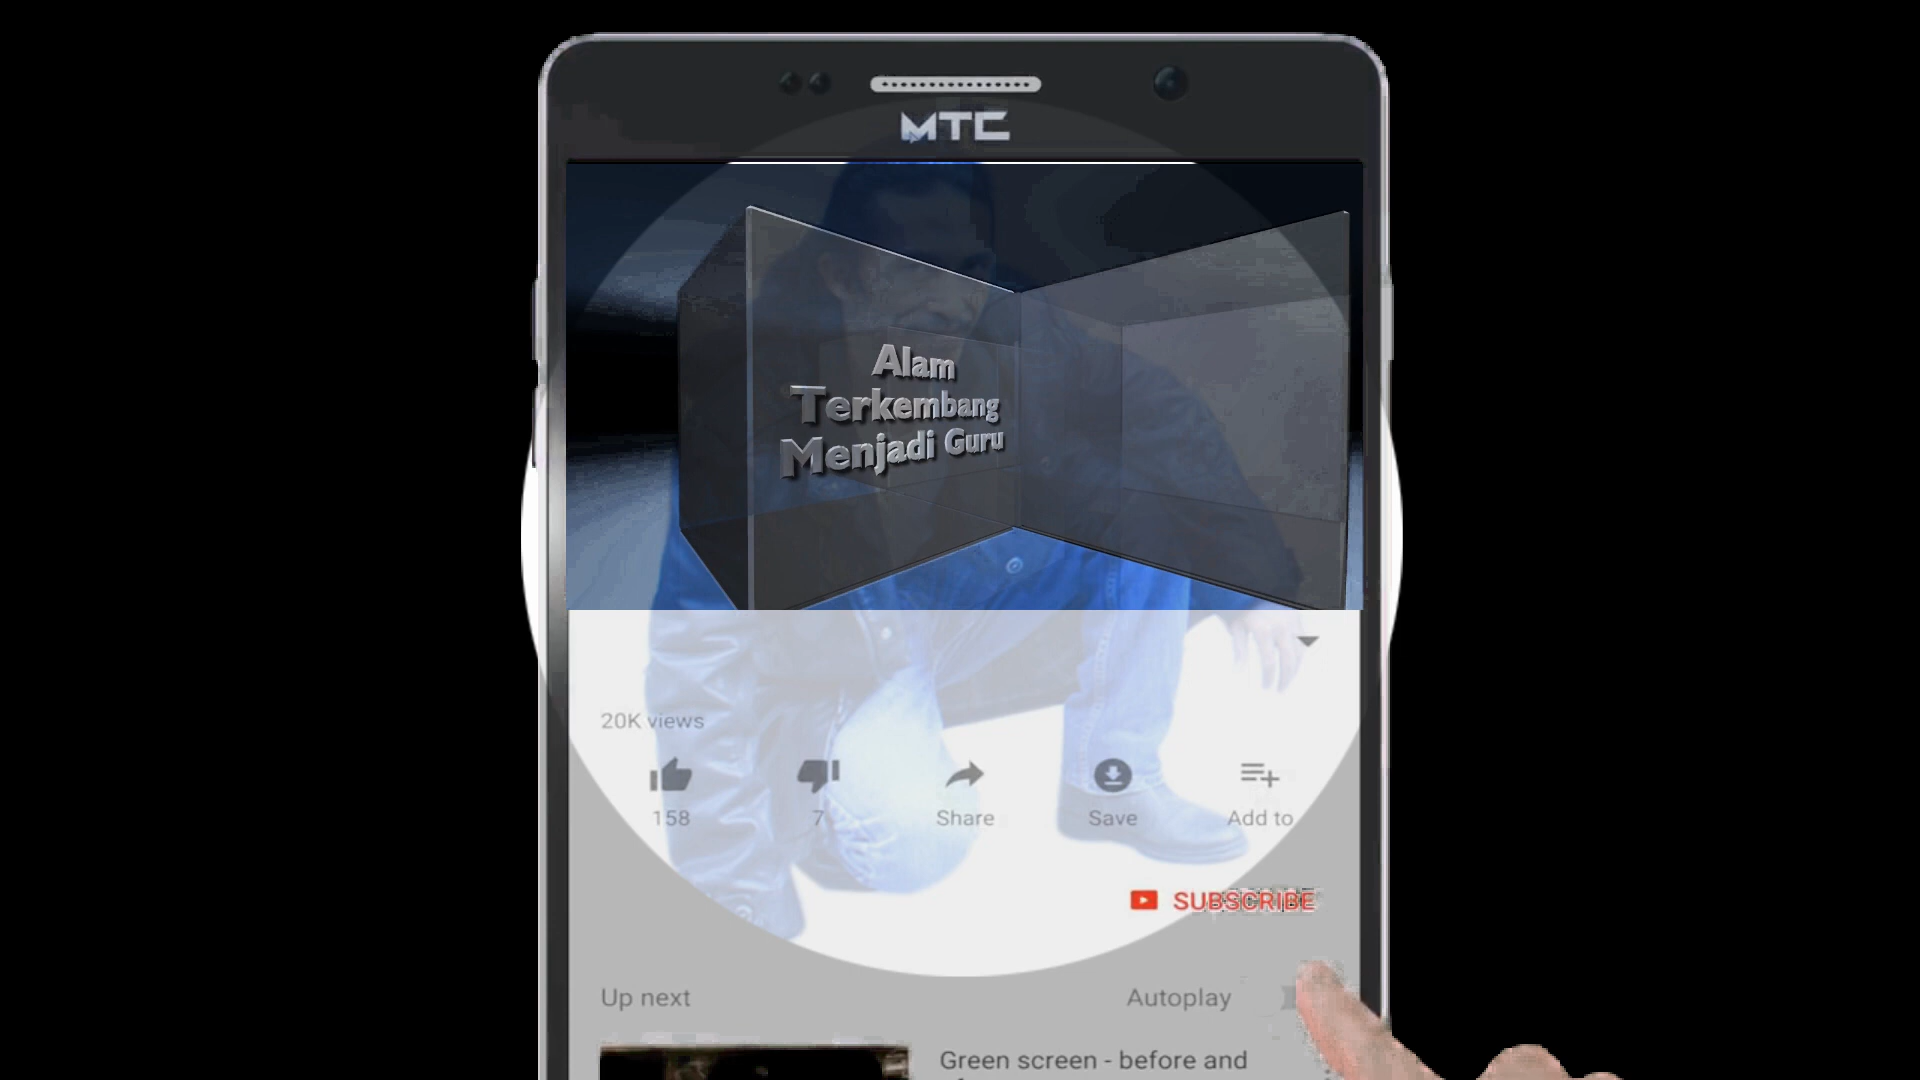 MTC
Alam
Terkembang
Menjadi Guru
20K views
158
7
Share
Save
Add to
SUBSCRIBE
Up next
Autoplay
Green screen - before and